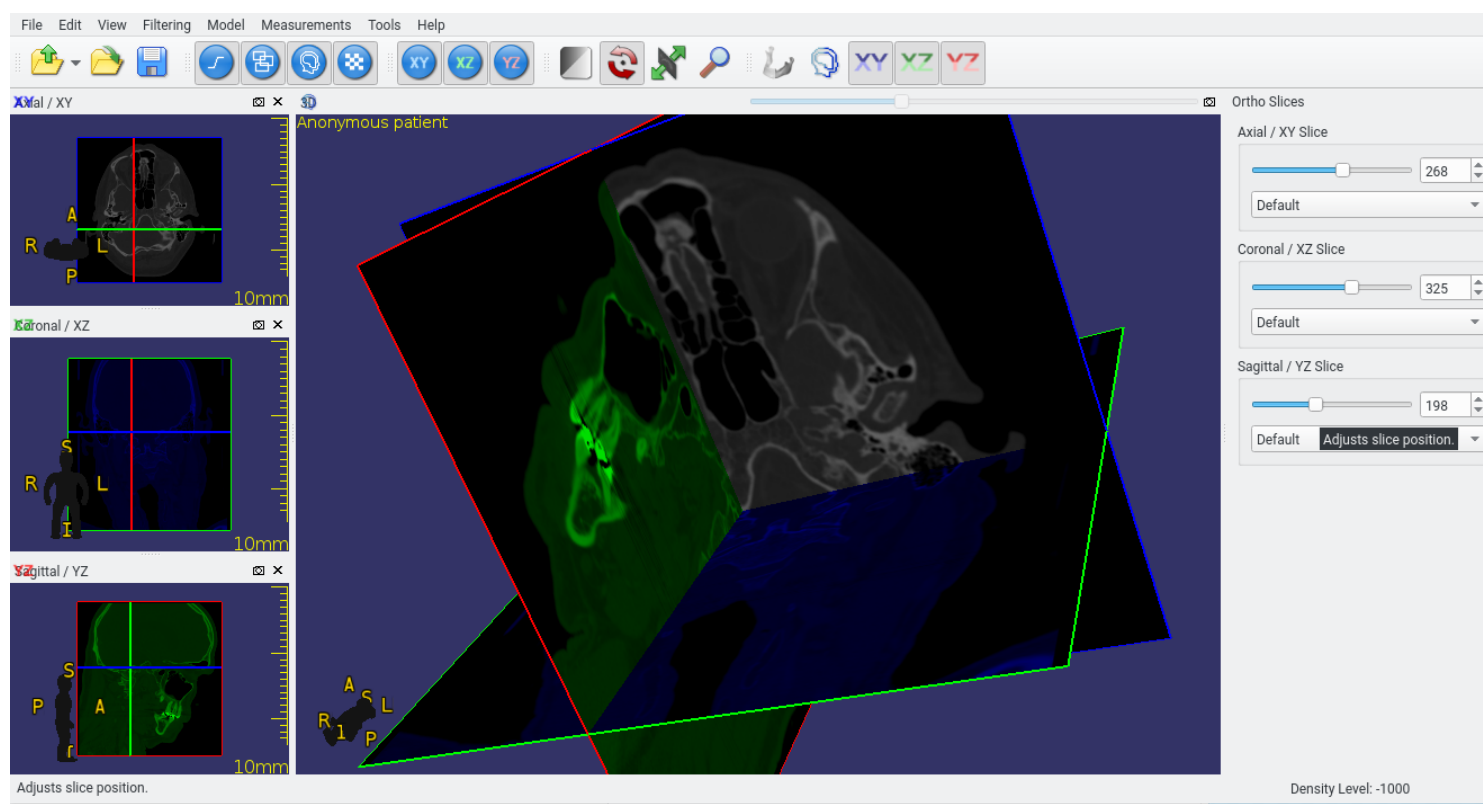 File Edit View Filtering Model Measurements Tools Help
XY XZ YZ XY XZ YZ
Axial / XY
3D
Ortho Slices
Anonymous patient
Axial / XY Slice
268
Default
A
R L
P
10mm
Coronal / XZ Slice
325
Default
Coronal / XZ
S
R L
I
10mm
Sagittal / YZ Slice
198
Default Adjusts slice position.
Sagittal / YZ
S
P A
10mm
A S L
R P
Adjusts slice position.
Density Level: -1000